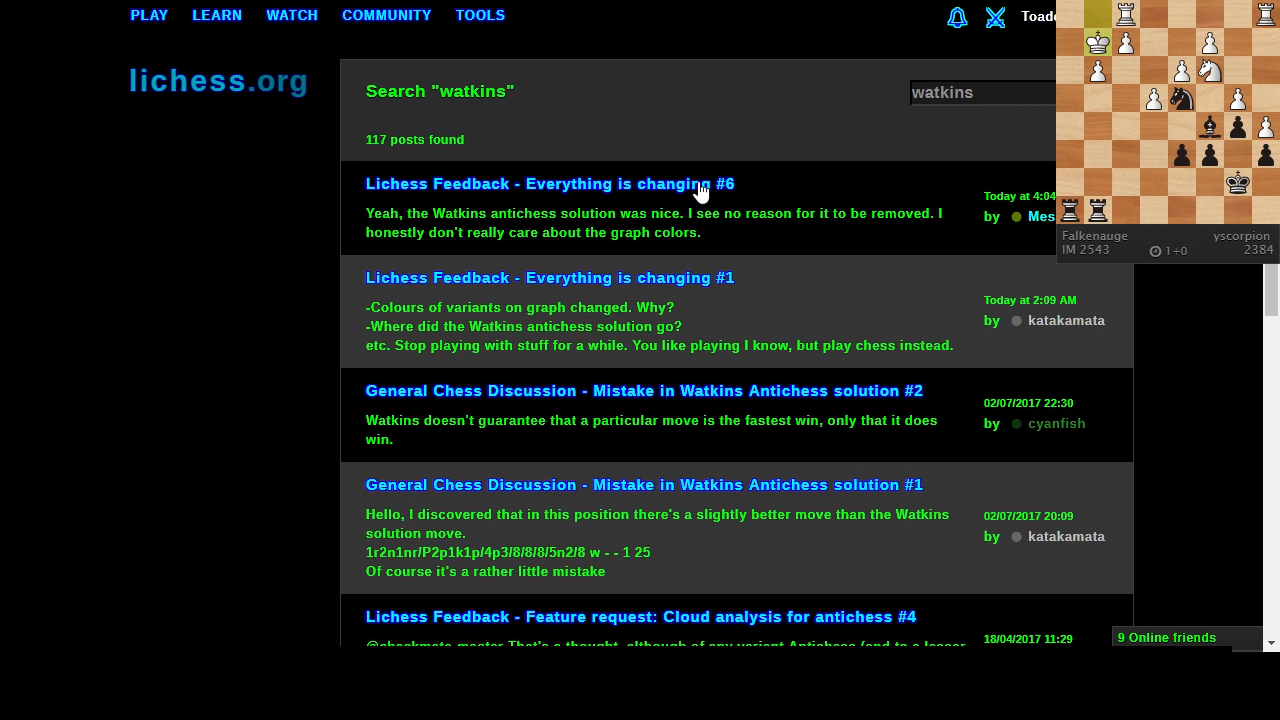 PLAY LEARN WATCH COMMUNITY TOOLS
lichess.org
Search "watkins"
watkins
117 posts found
Lichess Feedback - Everything is changing #6
Yeah, the Watkins antichess solution was nice. I see no reason for it to be removed. I
honestly don't really care about the graph colors.
Today at 4:04
by Mes
Falkenauge yscorpion
IM 2543 1+0 2384
Lichess Feedback - Everything is changing #1
-Colours of variants on graph changed. Why?
-Where did the Watkins antichess solution go?
etc. Stop playing with stuff for a while. You like playing I know, but play chess instead.
Today at 2:09 AM
by katakamata
General Chess Discussion - Mistake in Watkins Antichess solution #2
Watkins doesn't guarantee that a particular move is the fastest win, only that it does
win.
02/07/2017 22:30
by cyanfish
General Chess Discussion - Mistake in Watkins Antichess solution #1
Hello, I discovered that in this position there's a slightly better move than the Watkins
solution move.
1r2n1nr/P2p1k1p/4p3/8/8/8/5n2/8 w - - 1 25
Of course it's a rather little mistake
02/07/2017 20:09
by katakamata
Lichess Feedback - Feature request: Cloud analysis for antichess #4
18/04/2017 11:29
9 Online friends